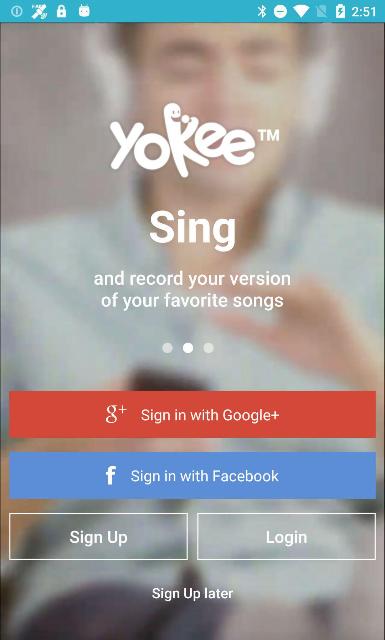 2:51
Yokee™
Sing
and record your version
of your favorite songs
g+ Sign in with Google+
f Sign in with Facebook
Sign Up
Login
Sign Up later